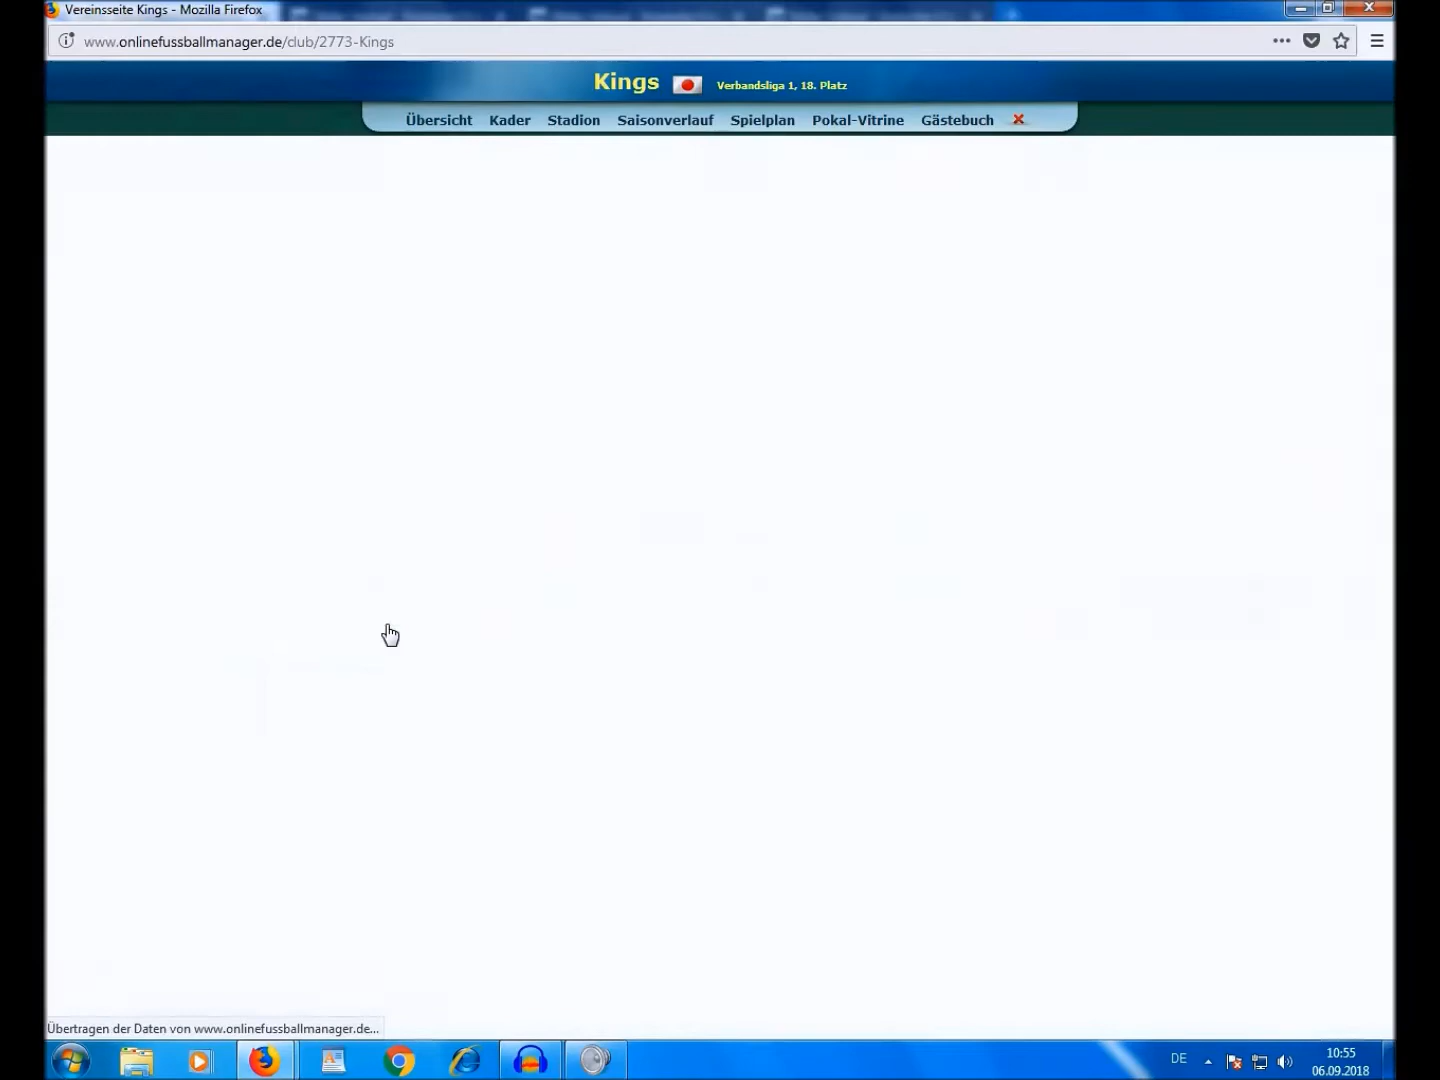 Vereinsseite Kings - Mozilla Firefox
www.onlinefussballmanager.de/club/2773-Kings
Kings Verbandsliga 1, 18. Platz
Übersicht Kader Stadion Saisonverlauf Spielplan Pokal-Vitrine Gästebuch
Übertragen der Daten von www.onlinefussballmanager.de...
DE 10:55
06.09.2018